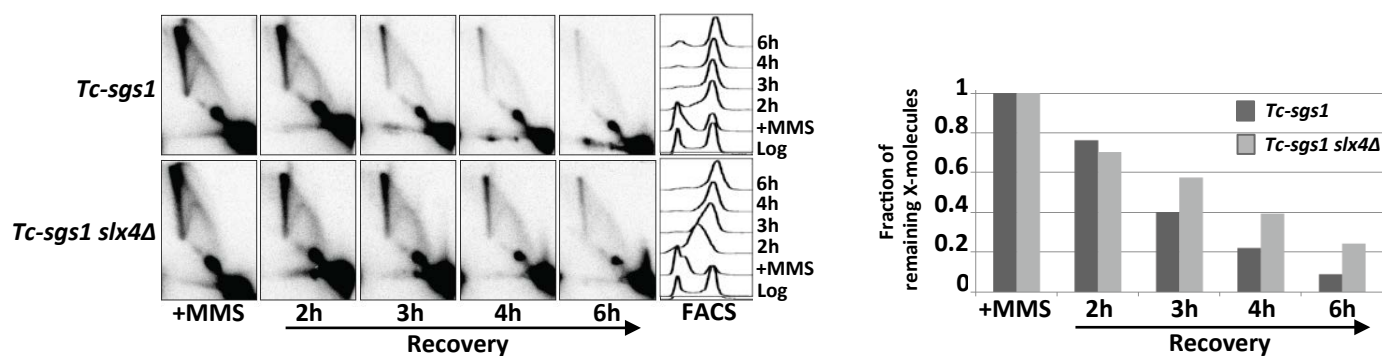 Tc-sgs1
6h
4h
3h
2h
+MMS
Log
Tc-sgs1 slx4Δ
6h
4h
3h
2h
+MMS
Log
+MMS 2h 3h 4h 6h FACS
Recovery
Fraction of
remaining X-molecules
1
0.8
0.6
0.4
0.2
0
Tc-sgs1
Tc-sgs1 slx4Δ
+MMS 2h 3h 4h 6h
Recovery